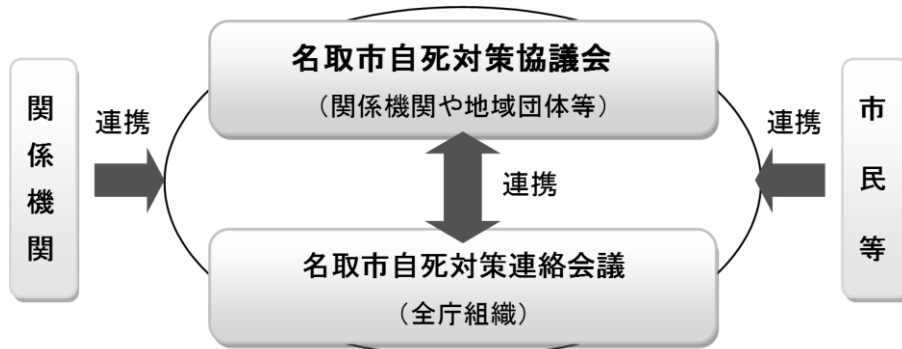 名取市自死対策協議会
（関係機関や地域団体等）
関係機関
連携
連携
市民等
連携
名取市自死対策連絡会議
（全庁組織）